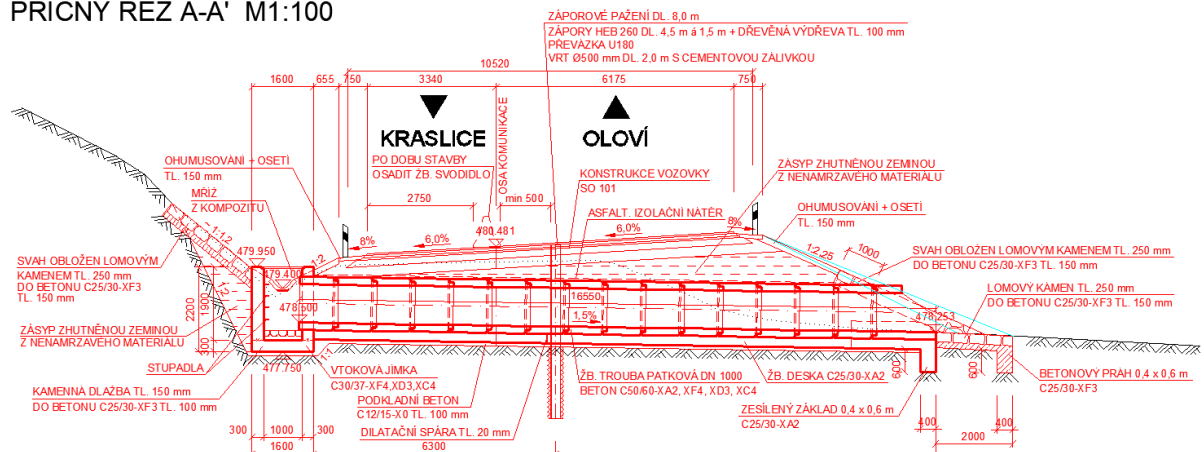 PŘÍČNÝ ŘEZ A-A' M1:100
ZÁPOROVÉ PAŽENÍ DL. 8,0 m
ZÁPORY HEB 260 DL. 4,5 m á 1,5 m + DŘEVĚNÁ VÝDŘEVA TL. 100 mm
PŘEVÁZKA U180
VRT Ø500 mm DL. 2,0 m S CEMENTOVOU ZÁLIVKOU
10520
1600
655
750
3340
6175
750
KRASLICE
OLOVÍ
OSA KOMUNIKACE
OHUMUSOVÁNÍ + OSETÍ
TL. 150 mm
PO DOBU STAVBY
OSADIT ŽB. SVODIDLO
KONSTRUKCE VOZOVKY
SO 101
ZÁSYP ZHUTNĚNOU ZEMINOU
Z NENAMRZAVÉHO MATERIÁLU
MŘÍŽ
Z KOMPOZITU
2750
min 500
ASFALT. IZOLAČNÍ NÁTĚR
OHUMUSOVÁNÍ + OSETÍ
TL. 150 mm
8%
6,0%
480,481
6,0%
8%
1:1,2
479,950
1:2
1:2,25
1000
SVAH OBLOŽEN LOMOVÝM
KAMENEM TL. 250 mm
DO BETONU C25/30-XF3
TL. 150 mm
SVAH OBLOŽEN LOMOVÝM KAMENEM TL. 250 mm
DO BETONU C25/30-XF3 TL. 150 mm
479,400
1:2
LOMOVÝ KÁMEN TL. 250 mm
DO BETONU C25/30-XF3 TL. 150 mm
2200
1900
300
478,500
16550
1,5%
478,253
ZÁSYP ZHUTNĚNOU ZEMINOU
Z NENAMRZAVÉHO MATERIÁLU
STUPADLA
477,750
1:1
VTOKOVÁ JÍMKA
C30/37-XF4,XD3,XC4
ŽB. TROUBA PATKOVÁ DN 1000
BETON C50/60-XA2, XF4, XD3, XC4
ŽB. DESKA C25/30-XA2
600
600
BETONOVÝ PRÁH 0,4 x 0,6 m
C25/30-XF3
KAMENNÁ DLAŽBA TL. 150 mm
DO BETONU C25/30-XF3 TL. 100 mm
PODKLADNÍ BETON
C12/15-X0 TL. 100 mm
ZESÍLENÝ ZÁKLAD 0,4 x 0,6 m
C25/30-XA2
DILATAČNÍ SPÁRA TL. 20 mm
300
1000
300
1600
6300
400
400
2000